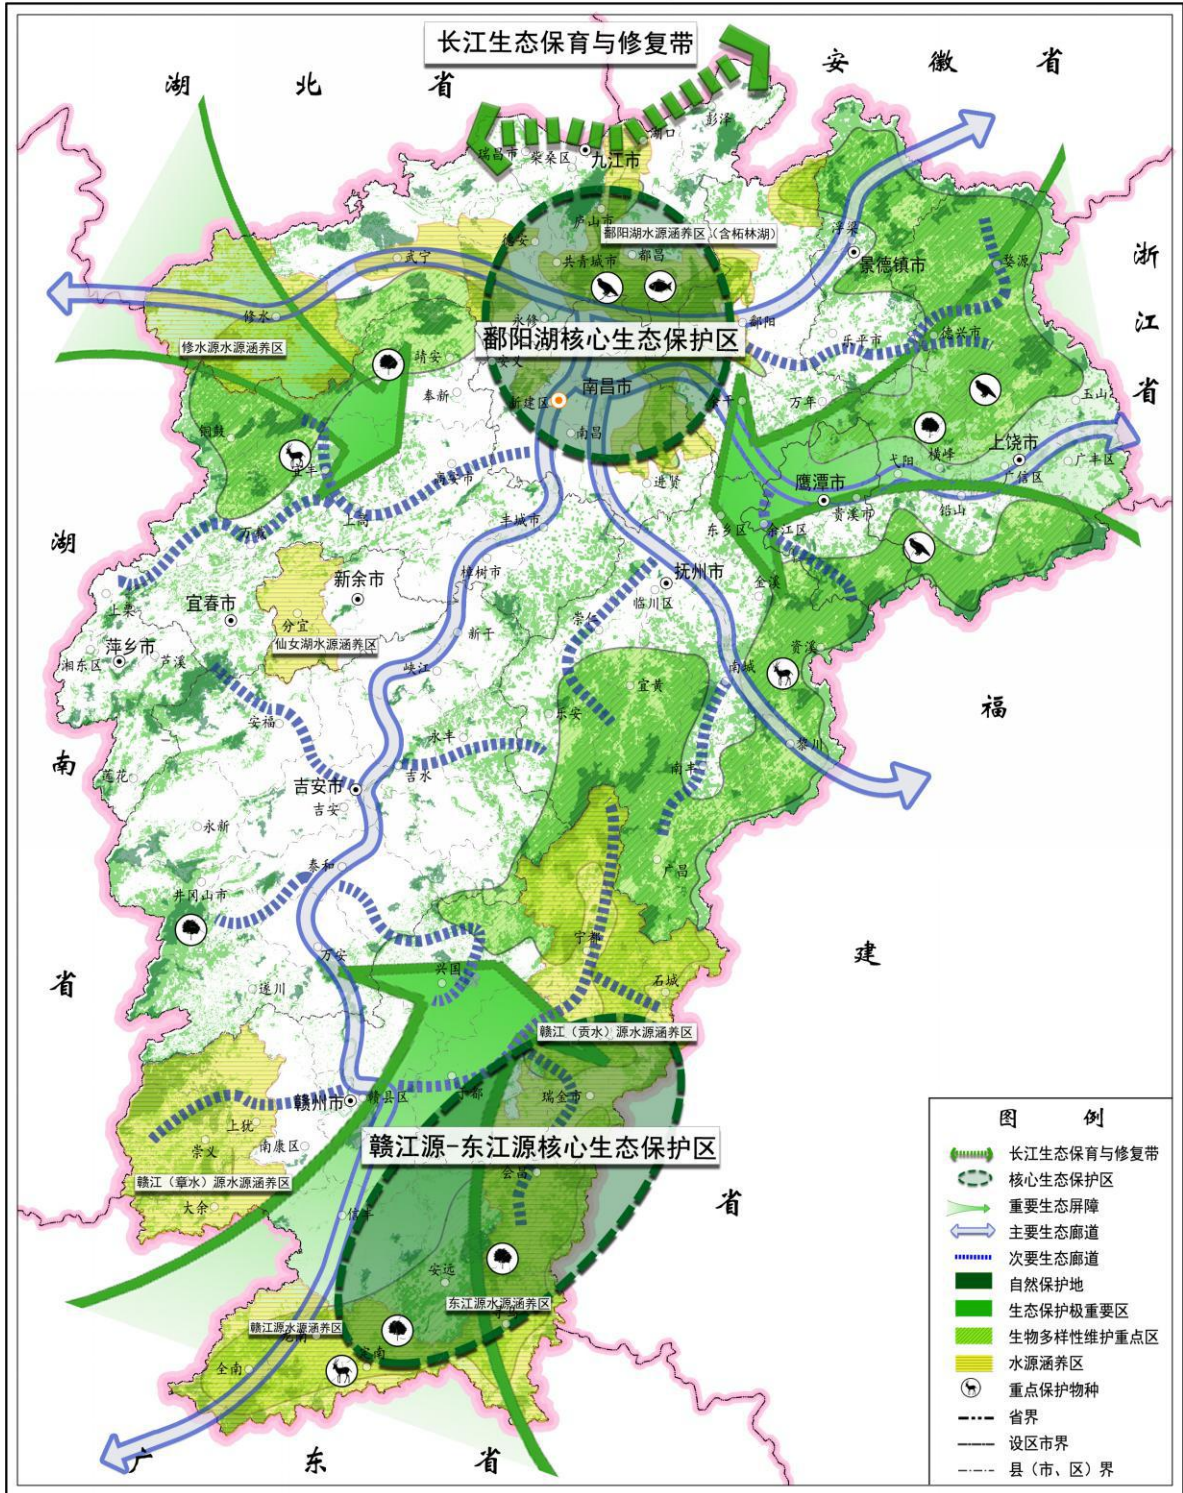 长江生态保育与修复带
湖北省
安徽省
浙江省
湖南省
福建省
广东省
彭泽
湖口
瑞昌市
柴桑区
九江市
庐山市
鄱阳湖水源涵养区(含柘林湖)
德安
共青城市
都昌
武宁
修水
修水源水源涵养区
永修
鄱阳湖核心生态保护区
鄱阳
浮梁
景德镇市
婺源
乐平市
德兴市
靖安
安义
奉新
新建区
南昌市
南昌
余干
万年
玉山
铜鼓
宜丰
高安市
上高
万载
进贤
鹰潭市
弋阳
横峰
上饶市
广信区
广丰区
铅山
贵溪市
余江区
东乡区
丰城市
樟树市
抚州市
临川区
金溪
崇仁
资溪
新余市
宜春市
分宜
仙女湖水源涵养区
新干
峡江
上栗
萍乡市
湘东区
芦溪
安福
莲花
永丰
吉水
吉安市
吉安
永新
泰和
井冈山市
万安
遂川
乐安
宜黄
南城
黎川
南丰
广昌
宁都
石城
兴国
赣江(贡水)源水源涵养区
于都
瑞金市
赣州市
赣县区
上犹
崇义
南康区
赣江(章水)源水源涵养区
大余
赣江源-东江源核心生态保护区
会昌
信丰
安远
东江源水源涵养区
赣江源水源涵养区
全南
图例
长江生态保育与修复带
核心生态保护区
重要生态屏障
主要生态廊道
次要生态廊道
自然保护地
生态保护极重要区
生物多样性维护重点区
水源涵养区
重点保护物种
省界
设区市界
县(市、区)界